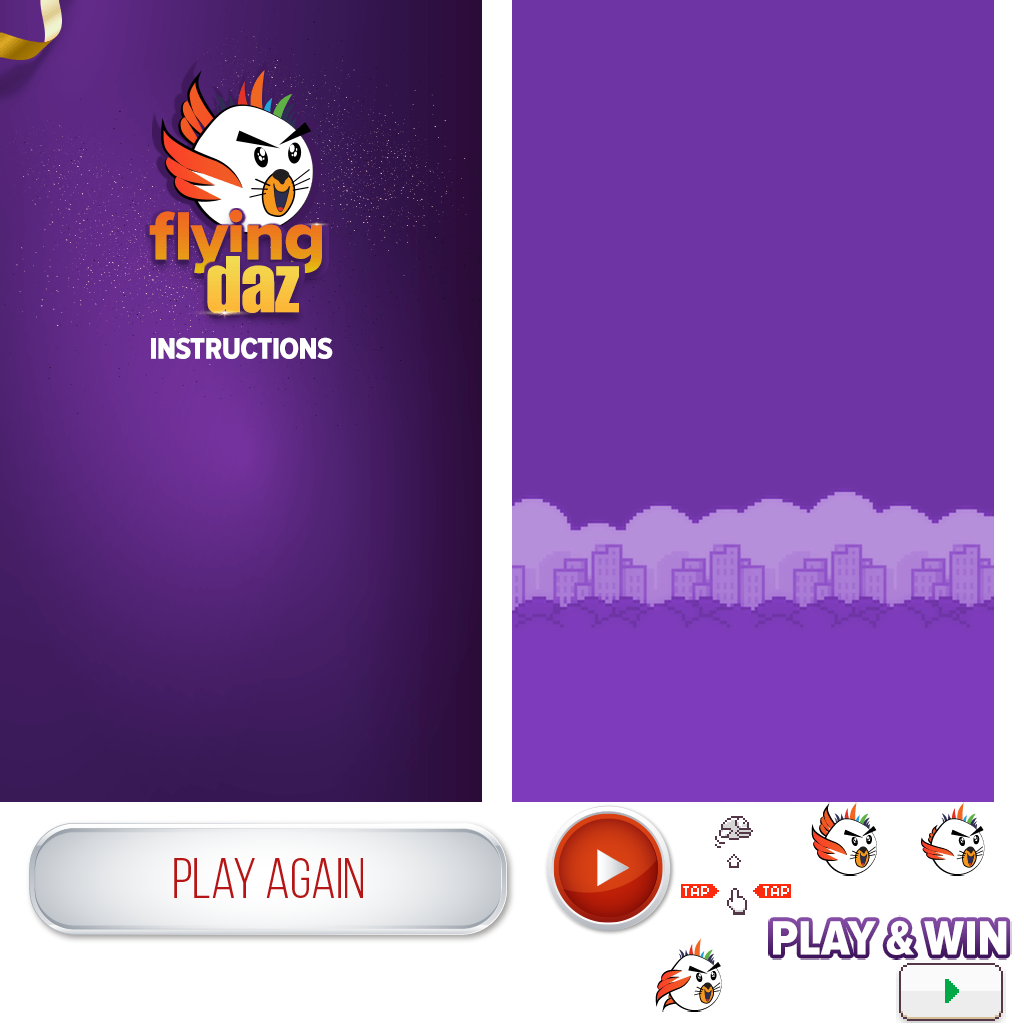 flying
daz
INSTRUCTIONS
PLAY AGAIN
TAP TAP
PLAY & WIN